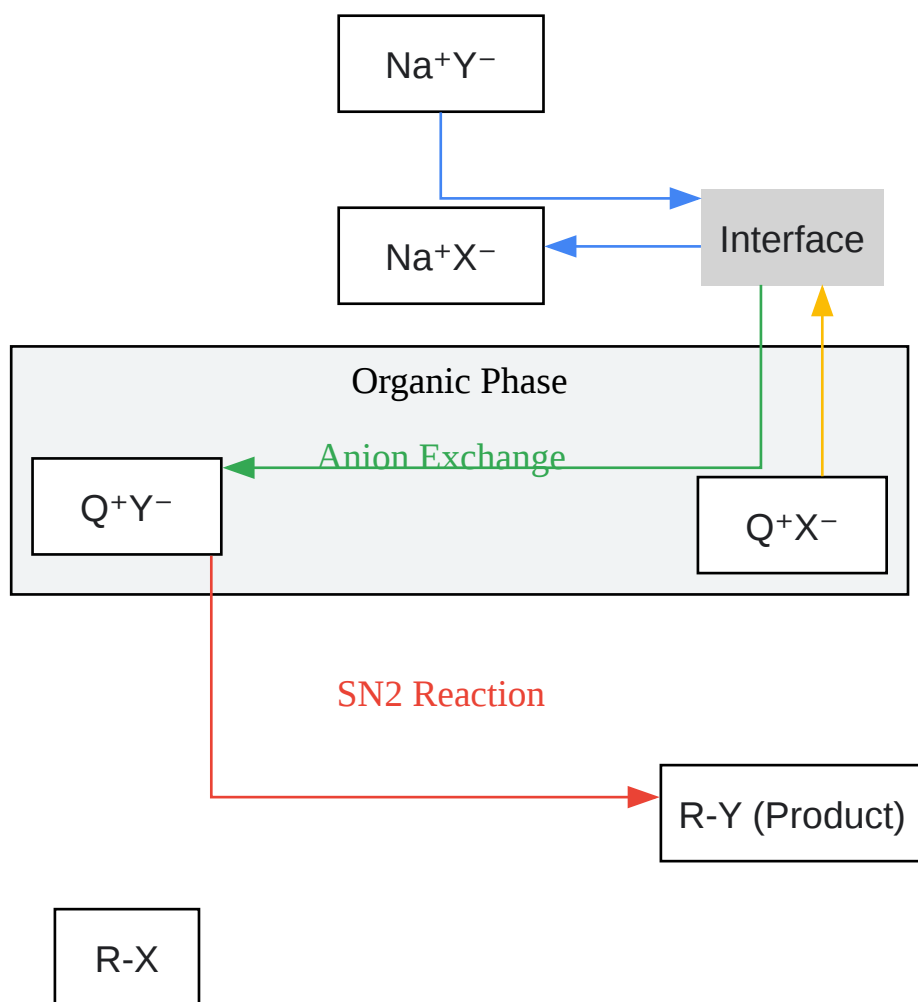 Na⁺Y⁻
Interface
Na⁺X⁻
Organic Phase
Anion Exchange
Q⁺Y⁻
Q⁺X⁻
SN2 Reaction
R-Y (Product)
R-X